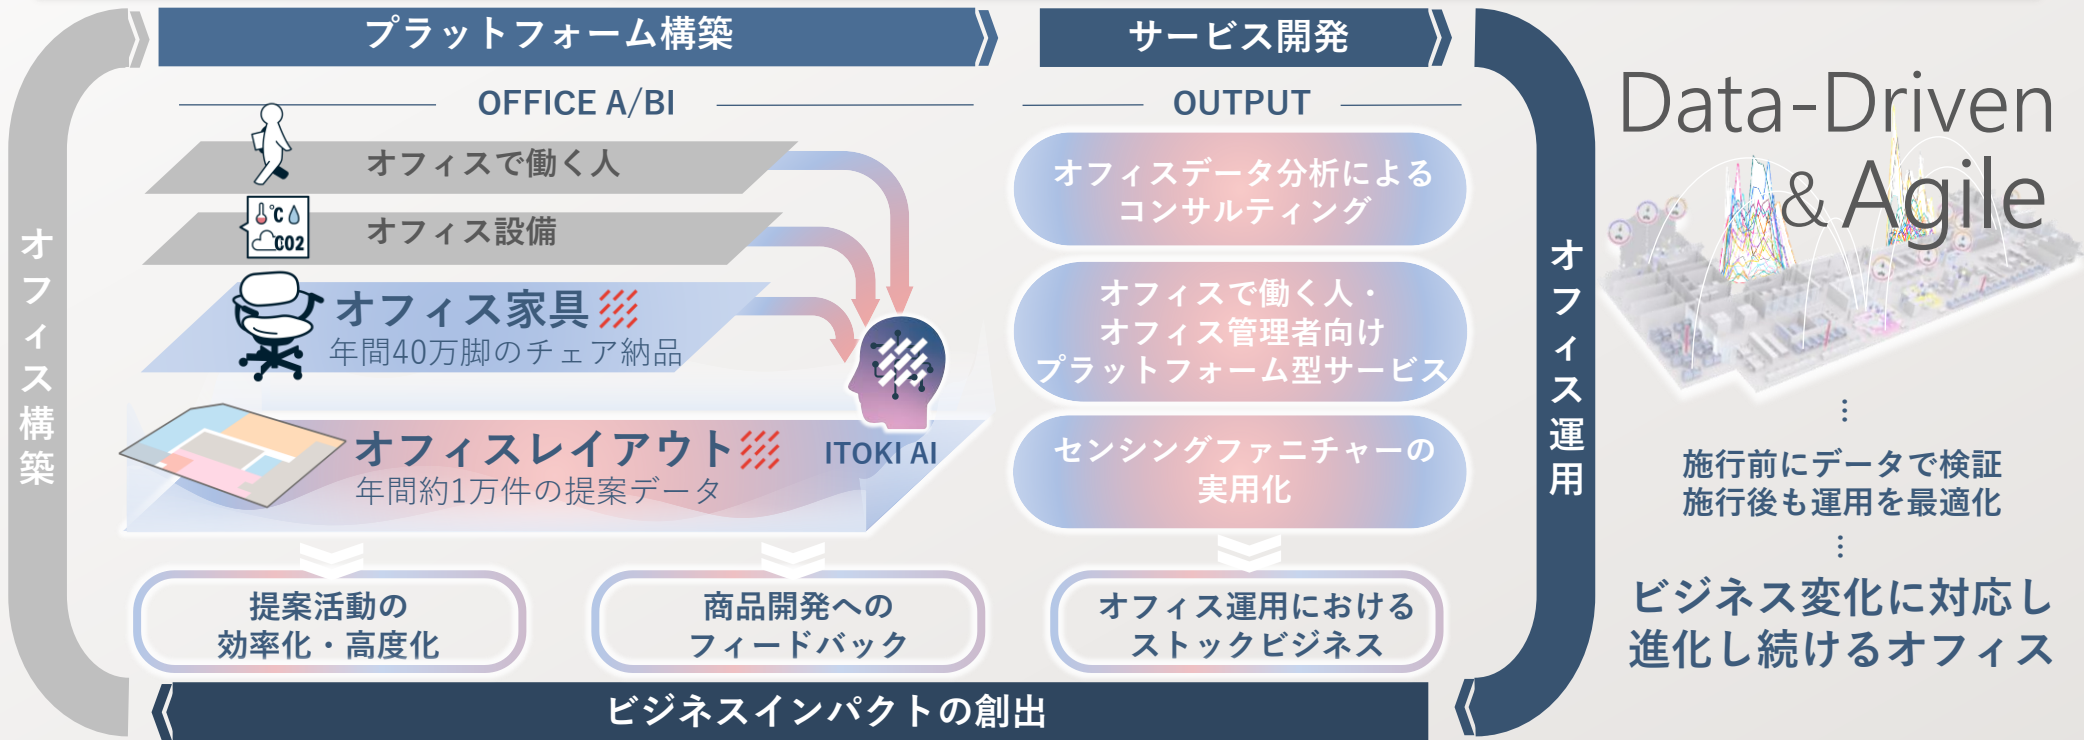 オフィス構築
プラットフォーム構築
OFFICE A/BI
オフィスで働く人
℃
CO2
オフィス設備
オフィス家具
年間40万脚のチェア納品
オフィスレイアウト
年間約1万件の提案データ
ITOKI AI
提案活動の
効率化・高度化
商品開発への
フィードバック
サービス開発
OUTPUT
オフィスデータ分析による
コンサルティング
オフィスで働く人・
オフィス管理者向け
プラットフォーム型サービス
センシングファニチャーの
実用化
オフィス運用における
ストックビジネス
ビジネスインパクトの創出
オフィス運用
Data-Driven
&Agile
…
施行前にデータで検証
施行後も運用を最適化
…
ビジネス変化に対応し
進化し続けるオフィス